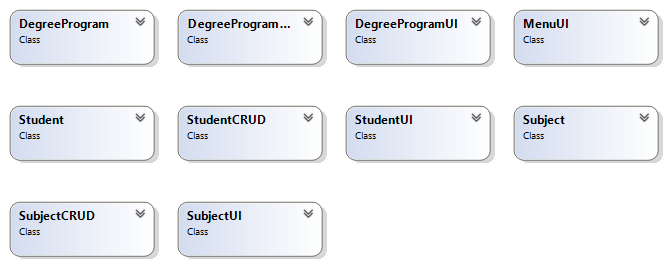 DegreeProgram
Class
DegreeProgram...
Class
DegreeProgramUI
Class
MenuUI
Class
Student
Class
StudentCRUD
Class
StudentUI
Class
Subject
Class
SubjectCRUD
Class
SubjectUI
Class